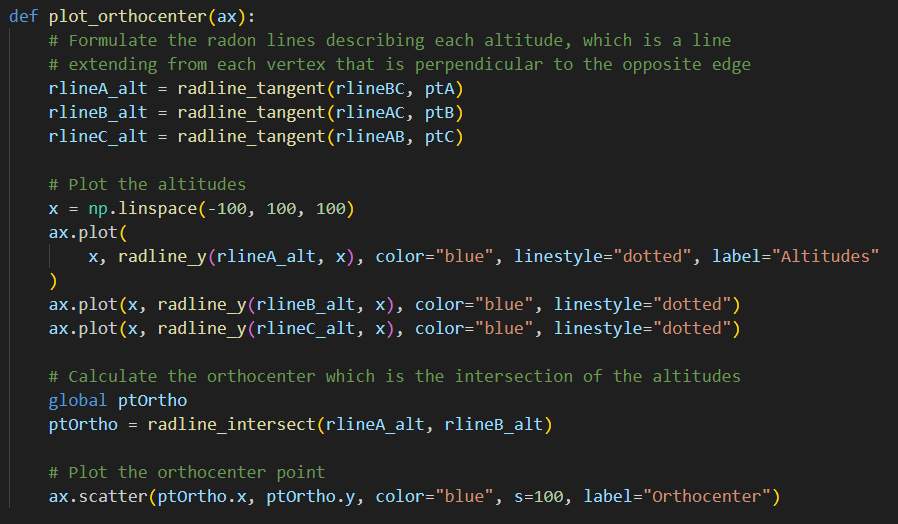 def plot_orthocenter(ax):
    # Formulate the radon lines describing each altitude, which is a line
    # extending from each vertex that is perpendicular to the opposite edge
    rlineA_alt = radline_tangent(rlineBC, ptA)
    rlineB_alt = radline_tangent(rlineAC, ptB)
    rlineC_alt = radline_tangent(rlineAB, ptC)

    # Plot the altitudes
    x = np.linspace(-100, 100, 100)
    ax.plot(
        x, radline_y(rlineA_alt, x), color="blue", linestyle="dotted", label="Altitudes"
    )
    ax.plot(x, radline_y(rlineB_alt, x), color="blue", linestyle="dotted")
    ax.plot(x, radline_y(rlineC_alt, x), color="blue", linestyle="dotted")

    # Calculate the orthocenter which is the intersection of the altitudes
    global ptOrtho
    ptOrtho = radline_intersect(rlineA_alt, rlineB_alt)

    # Plot the orthocenter point
    ax.scatter(ptOrtho.x, ptOrtho.y, color="blue", s=100, label="Orthocenter")